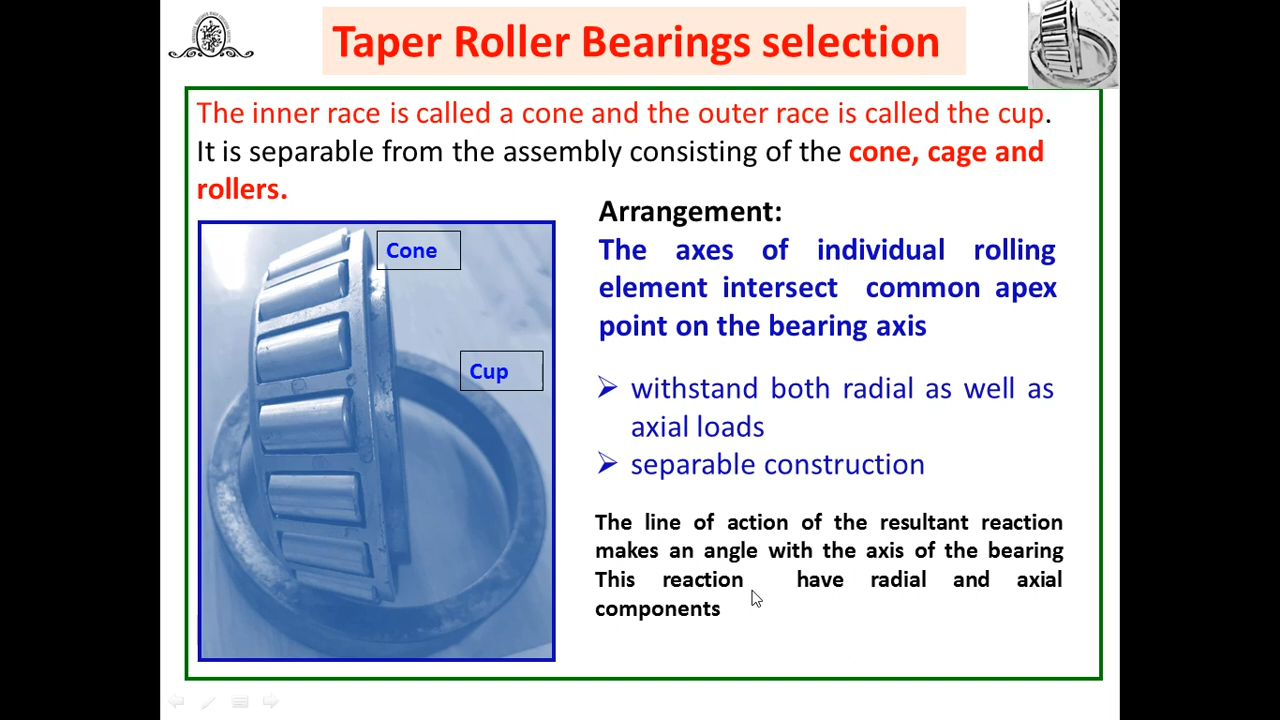 Taper Roller Bearings selection
The inner race is called a cone and the outer race is called the cup.
It is separable from the assembly consisting of the cone, cage and
rollers.
Cone
Cup
Arrangement:
The axes of individual rolling
element intersect common apex
point on the bearing axis
➢ withstand both radial as well as
axial loads
➢ separable construction
The line of action of the resultant reaction
makes an angle with the axis of the bearing
This reaction have radial and axial
components